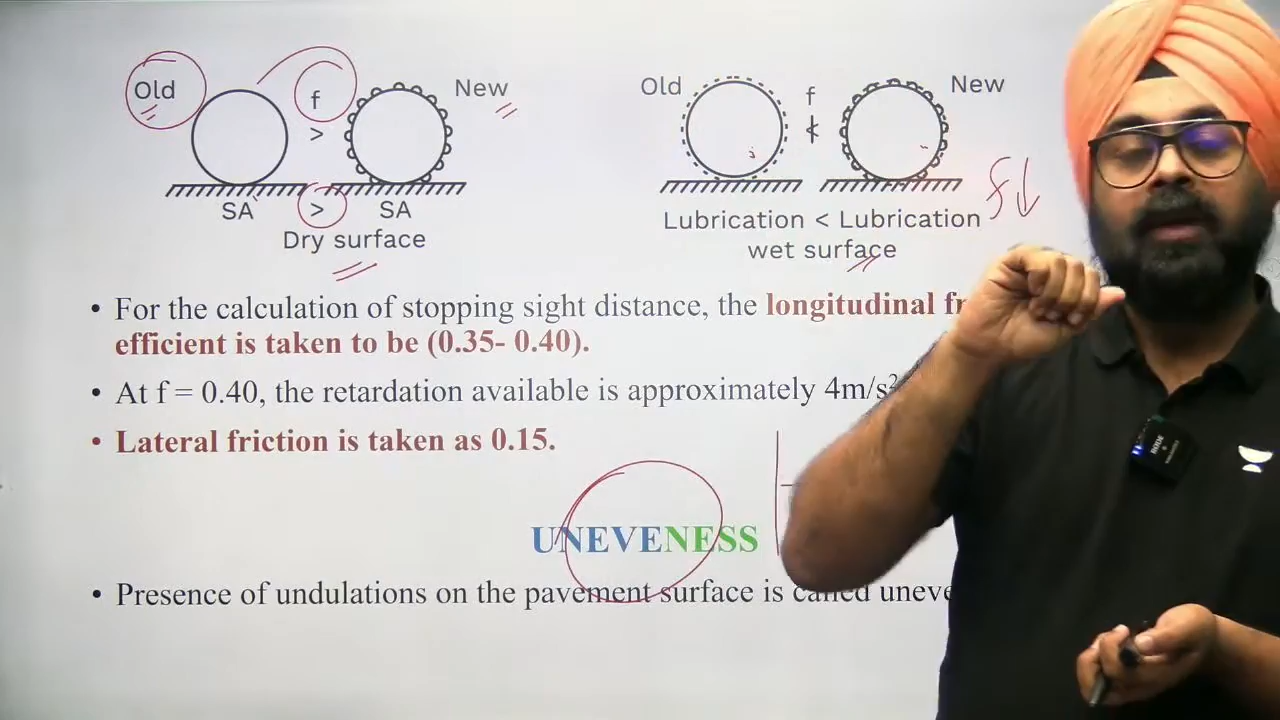 Old
f
>
New
SA
>
SA
Dry surface
Old
f
New
Lubrication < Lubrication
wet surface
f↓
• For the calculation of stopping sight distance, the longitudinal fr
efficient is taken to be (0.35- 0.40).
• At f = 0.40, the retardation available is approximately 4m/s²
• Lateral friction is taken as 0.15.
UNEVENESS
• Presence of undulations on the pavement surface is called uneve